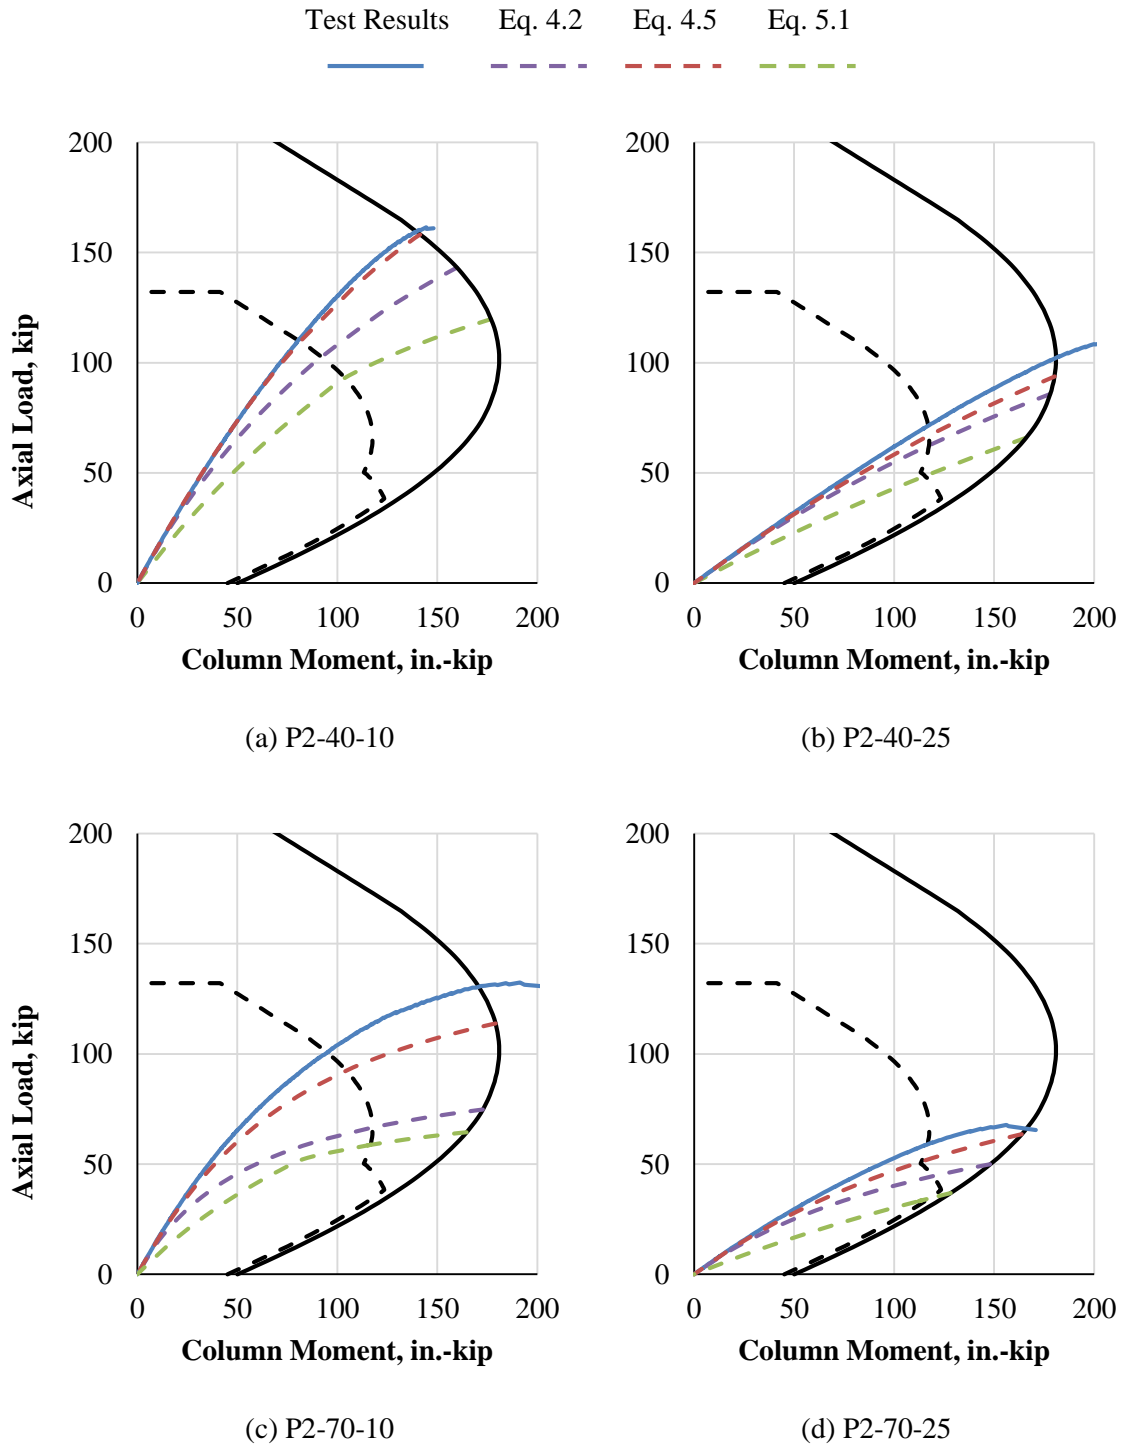 Test Results Eq. 4.2 Eq. 4.5 Eq. 5.1
200
150
100
50
0
Axial Load, kip
0 50 100 150 200
Column Moment, in.-kip
(a) P2-40-10
200
150
100
50
0
0 50 100 150 200
Column Moment, in.-kip
(b) P2-40-25
200
150
100
50
0
Axial Load, kip
0 50 100 150 200
Column Moment, in.-kip
(c) P2-70-10
200
150
100
50
0
0 50 100 150 200
Column Moment, in.-kip
(d) P2-70-25